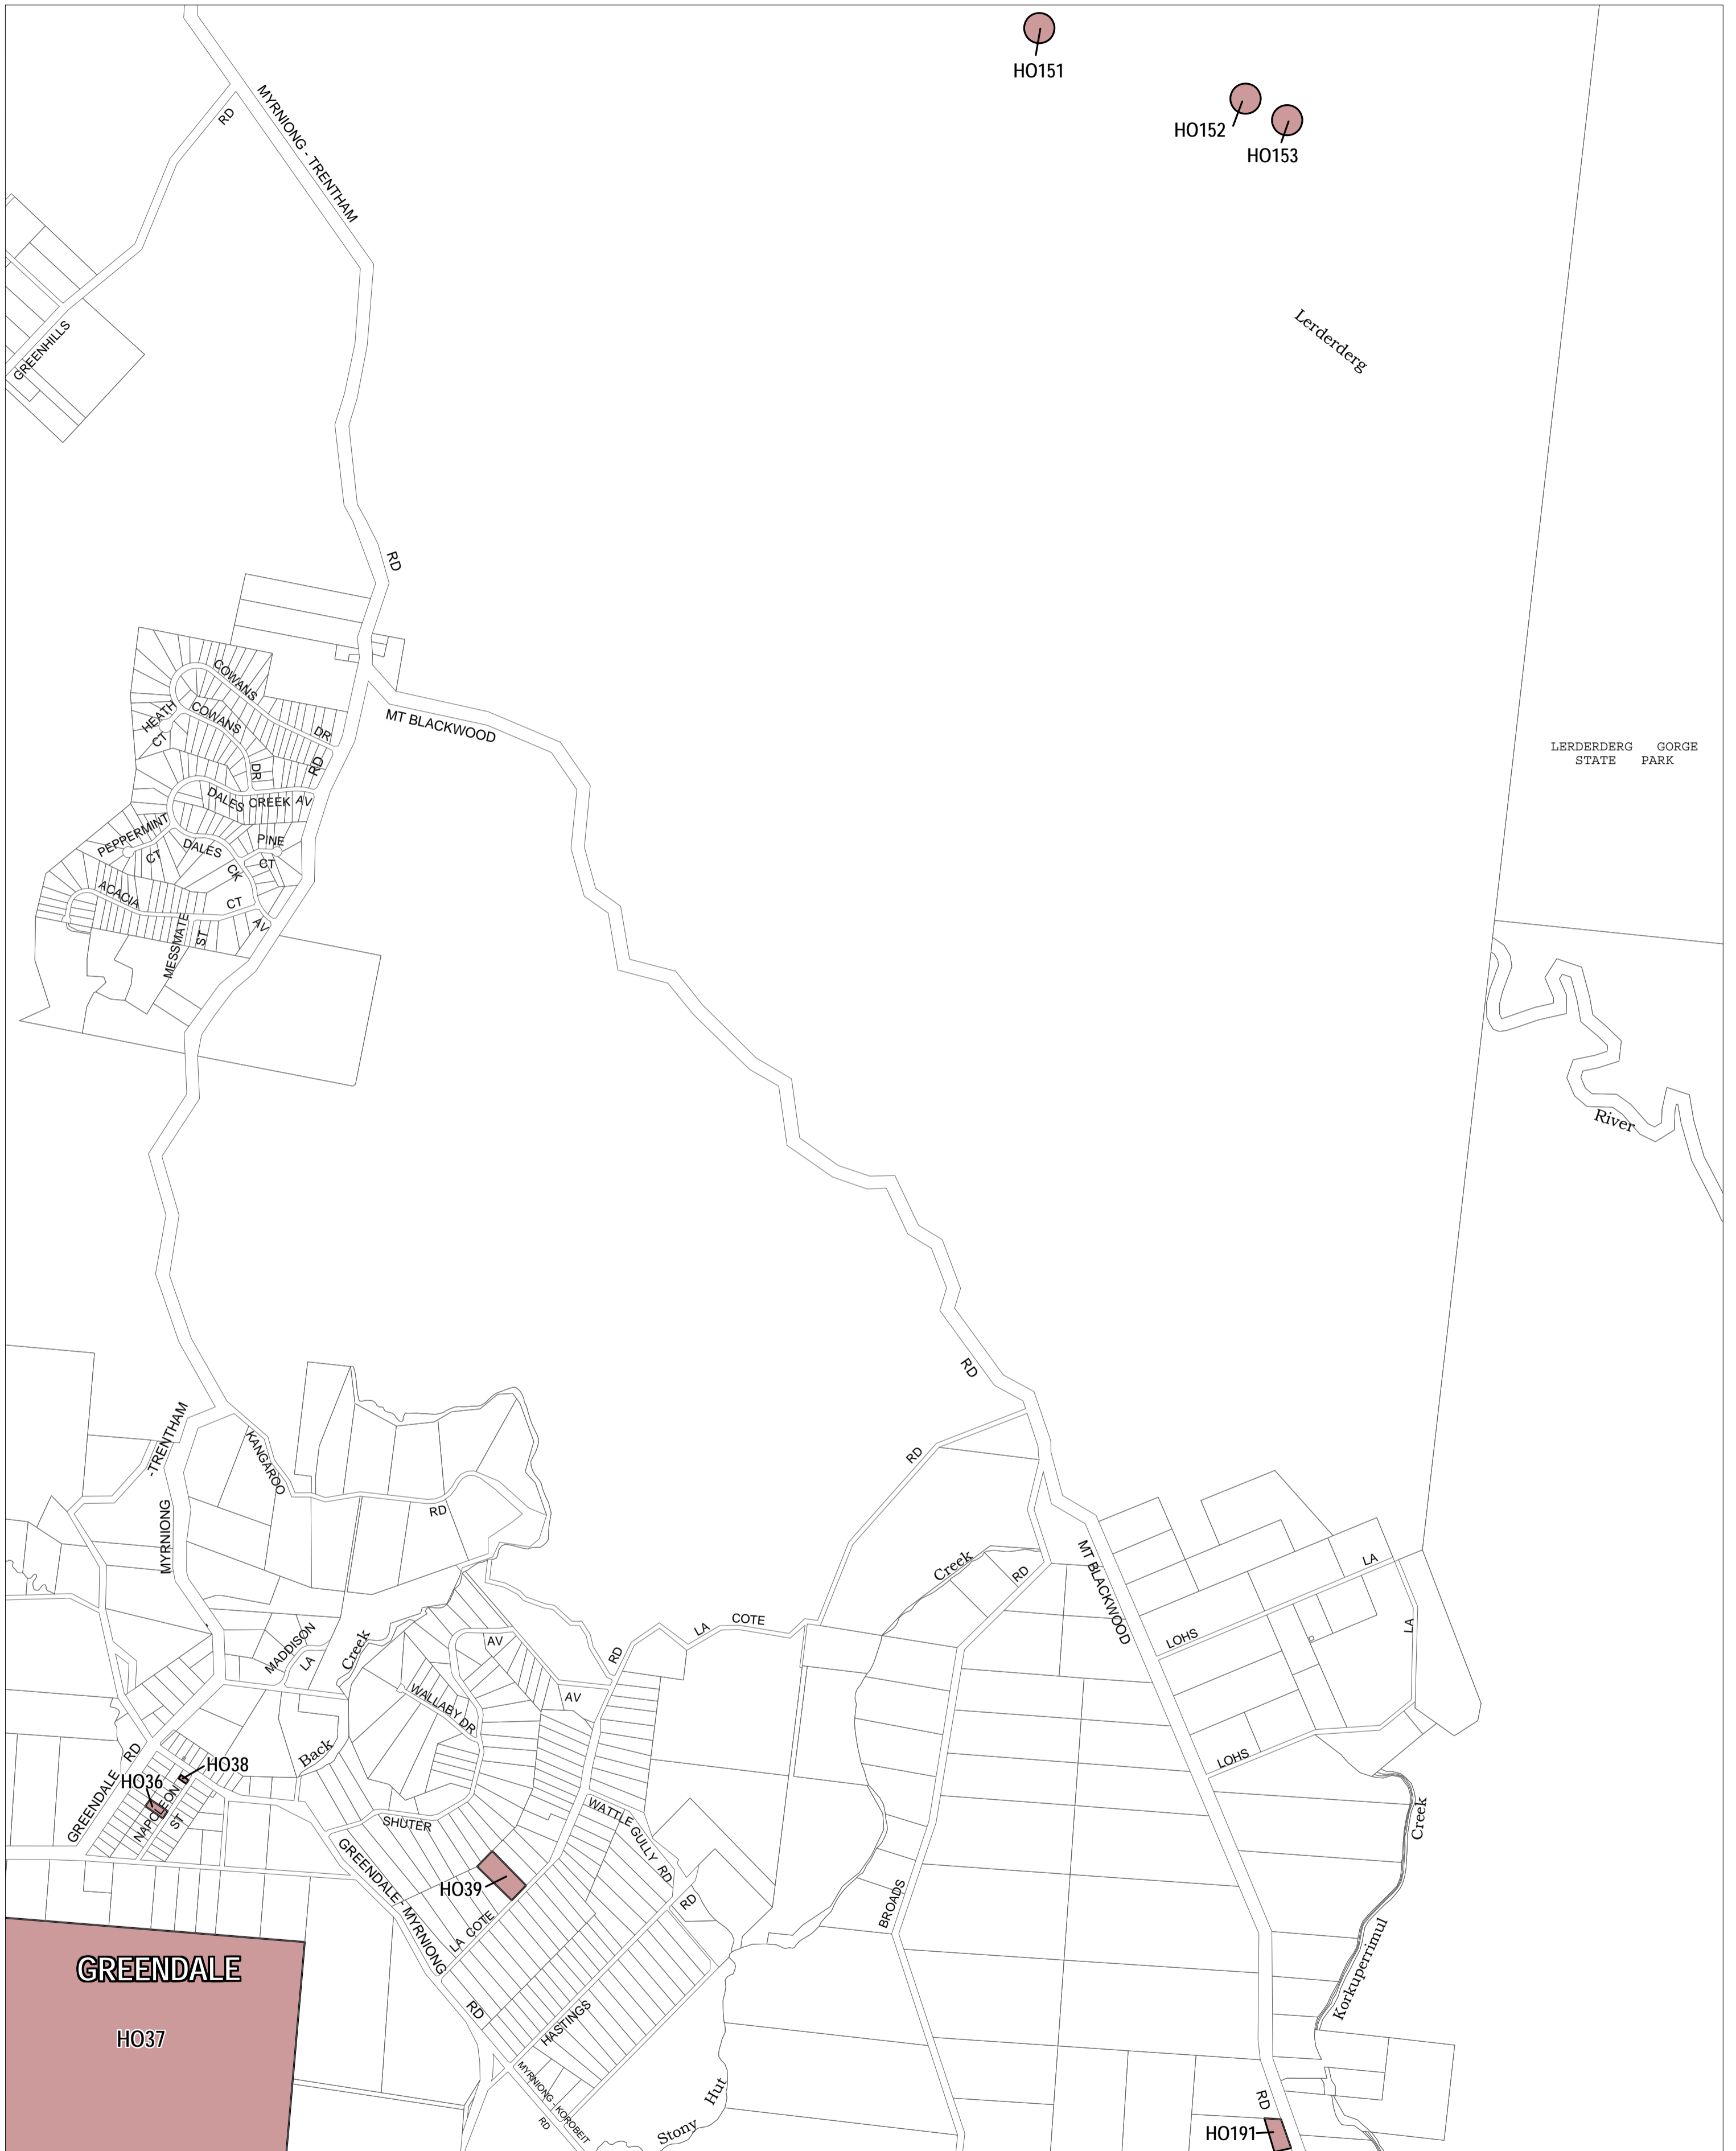 HO151
HO152
HO153
MYRNIONG - TRENTHAM
RD
GREENHILLS
Lerderderg
RD
COWANS
HEATH
CT
COWANS
DR
DR
RD
MT BLACKWOOD
LERDERDERG GORGE
STATE PARK
DALES CREEK AV
PEPPERMINT
CT
DALES
CK
PINE
CT
ACACIA
CT
AV
MESSMATE
ST
River
RD
-TRENTHAM
KANGAROO
RD
MYRNIONG
RD
Creek
RD
MT BLACKWOOD
LA
LOHS
LA
LOHS
MADDISON
LA
Creek
AV
WALLABY DR
AV
RD
LA COTE
Back
RD
HO38
HO36
GREENDALE
NAPOLEON
ST
SHUTER
WATTLE GULLY RD
RD
Creek
Korkuperrimul
GREENDALE - MYRNIONG
RD
HO39
LA COTE
BROADS
HASTINGS
GREENDALE
HO37
MYRNIONG - KOROBEIT
RD
Stony Hut
RD
HO191